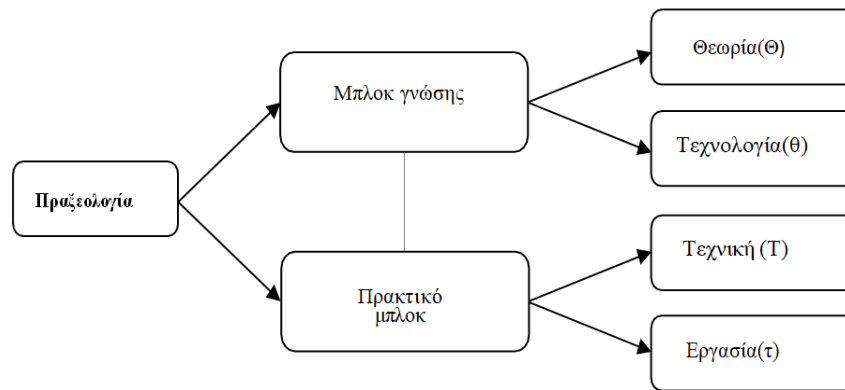 Πραξεολογία
Μπλοκ γνώσης
Πρακτικό
μπλοκ
Θεωρία(Θ)
Τεχνολογία(θ)
Τεχνική (Τ)
Εργασία(τ)